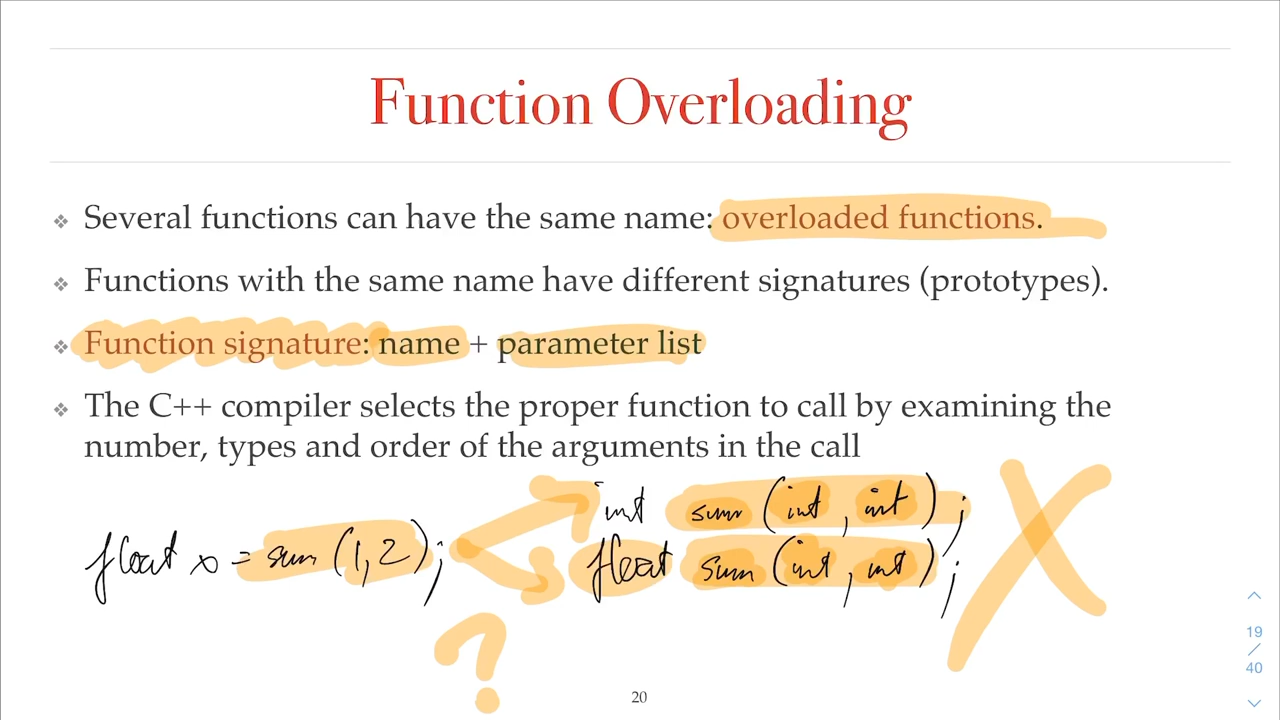 Function Overloading
❖ Several functions can have the same name: overloaded functions.
❖ Functions with the same name have different signatures (prototypes).
❖ Function signature: name + parameter list
❖ The C++ compiler selects the proper function to call by examining the
number, types and order of the arguments in the call
int sum (int, int);
float x = sum (1, 2);
float sum (int, int);
?
X
19
/
40
20